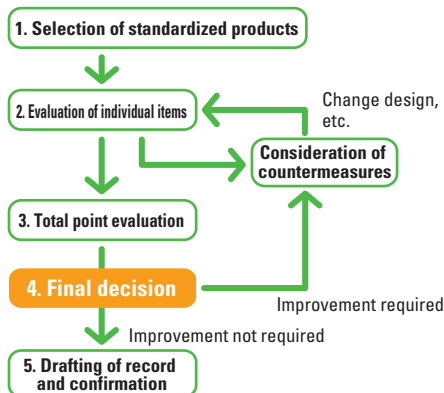 1. Selection of standardized products
2. Evaluation of individual items
Change design,
etc.
Consideration of
countermeasures
3. Total point evaluation
4. Final decision
Improvement required
Improvement not required
5. Drafting of record
and confirmation